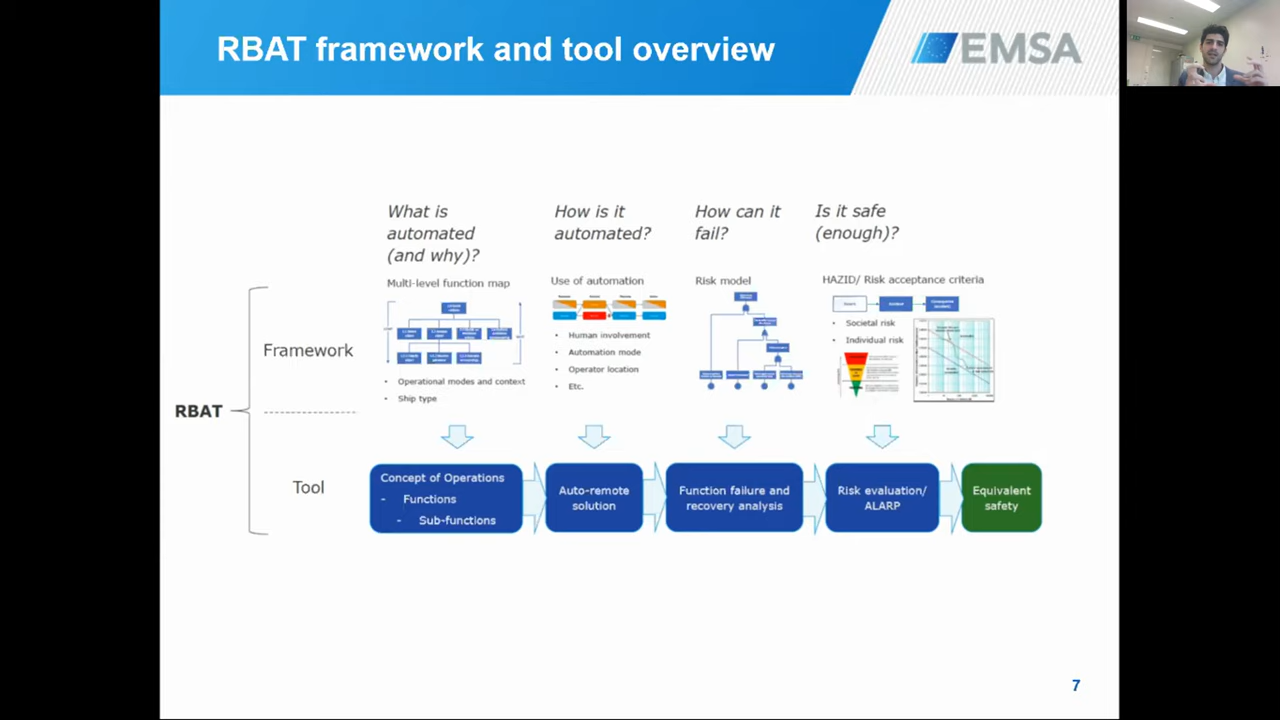 RBAT framework and tool overview
EMSA
What is
automated
(and why)?
How is it
automated?
How can it
fail?
Is it safe
(enough)?
Multi-level function map
Use of automation
Risk model
HAZID/ Risk acceptance criteria
• Operational modes and context
• Ship type
• Human involvement
• Automation mode
• Operator location
• Etc.
• Societal risk
• Individual risk
RBAT
Framework
Tool
Concept of Operations
- Functions
- Sub-functions
Auto-remote
solution
Function failure and
recovery analysis
Risk evaluation/
ALARP
Equivalent
safety
7